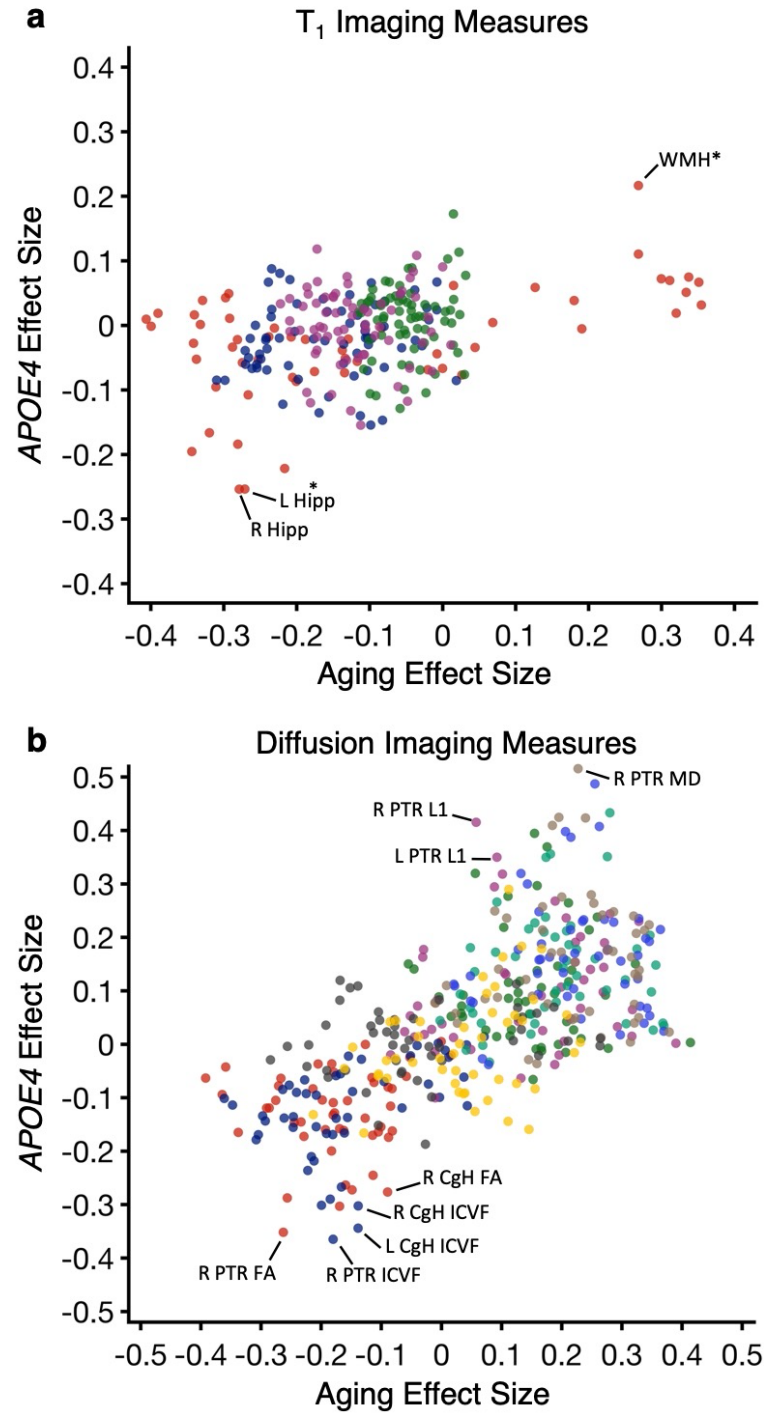 a
T₁ Imaging Measures
APOE4 Effect Size
0.4
0.3
0.2
0.1
0
-0.1
-0.2
-0.3
-0.4
WMH*
*
L Hipp
R Hipp
-0.4 -0.3 -0.2 -0.1 0 0.1 0.2 0.3 0.4
Aging Effect Size
b
Diffusion Imaging Measures
APOE4 Effect Size
0.5
0.4
0.3
0.2
0.1
0
-0.1
-0.2
-0.3
-0.4
-0.5
R PTR MD
R PTR L1
L PTR L1
R CgH FA
R CgH ICVF
L CgH ICVF
R PTR FA
R PTR ICVF
-0.5 -0.4 -0.3 -0.2 -0.1 0 0.1 0.2 0.3 0.4 0.5
Aging Effect Size